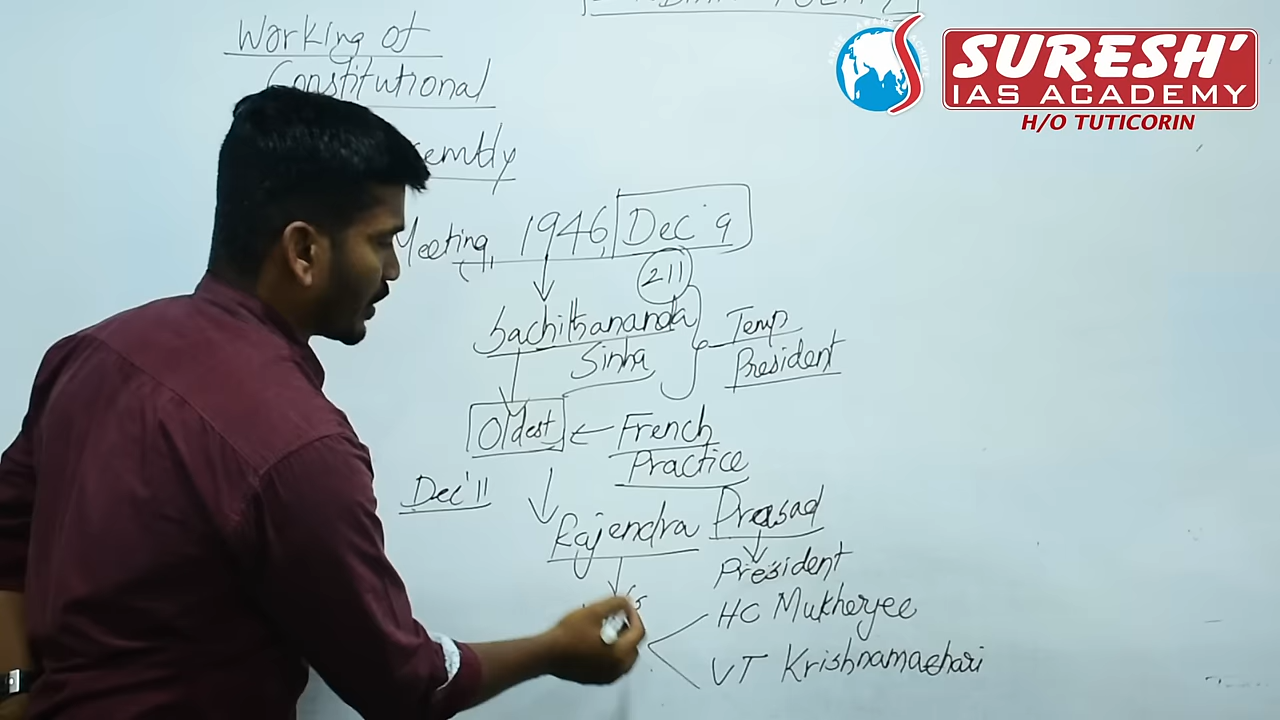 Working of
Constitutional
Meeting, 1946, Dec' 9
211
Sachithananda
Sinha
Temp
President
Oldest ← French
Practice
Dec' 11
Rajendra Prasad
President
HC Mukherjee
VT Krishnamachari
SURESH'
IAS ACADEMY
H/O TUTICORIN